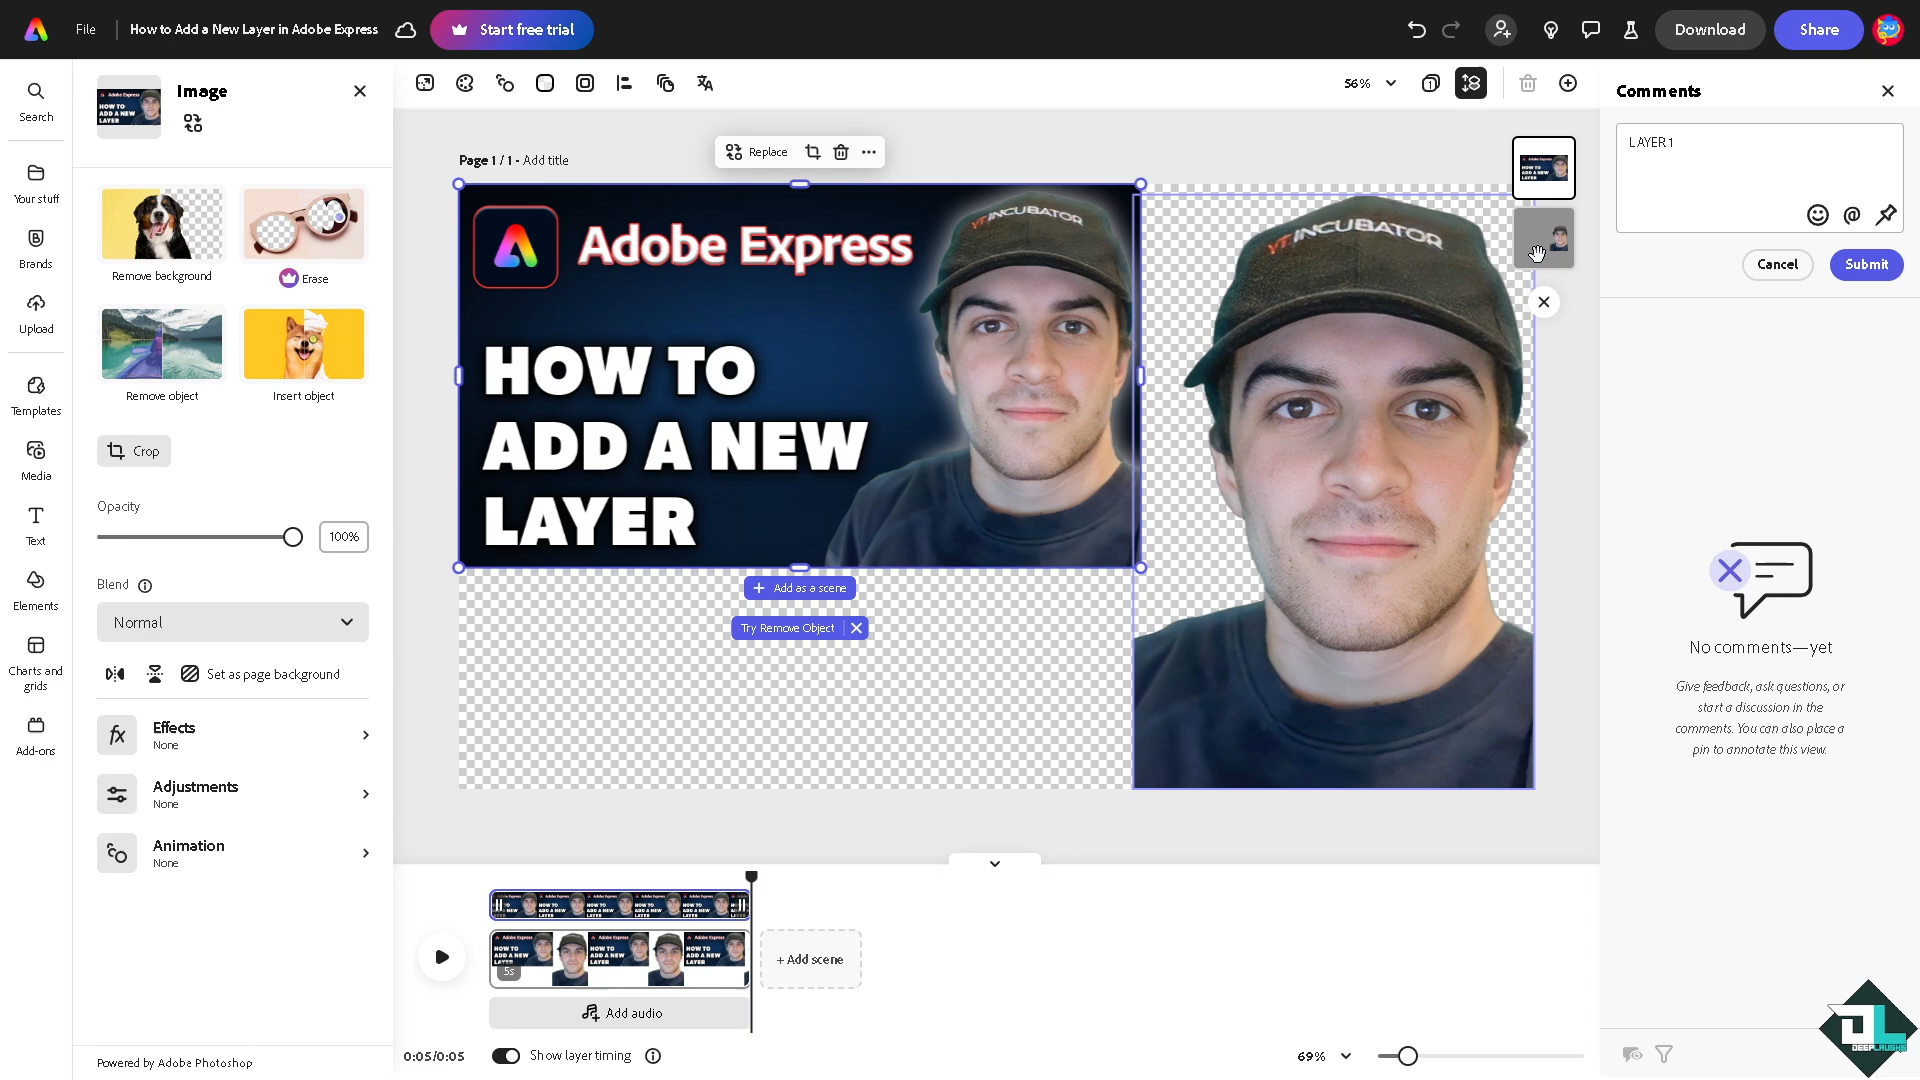 File
How to Add a New Layer in Adobe Express
Start free trial
Download
Share
Search
Your stuff
Brands
Upload
Templates
Media
Text
Elements
Charts and
grids
Add-ons
Image
Remove background
Erase
Remove object
Insert object
Crop
Opacity
100%
Blend
Normal
Set as page background
Effects
None
Adjustments
None
Animation
None
Powered by Adobe Photoshop
56%
Page 1 / 1 - Add title
Replace
Adobe Express
HOW TO
ADD A NEW
LAYER
YT INCUBATOR
YT INCUBATOR
Add as a scene
Try Remove Object
5s
+ Add scene
Add audio
0:05/0:05
Show layer timing
69%
Comments
LAYER 1
Cancel
Submit
No comments—yet
Give feedback, ask questions, or
start a discussion in the
comments. You can also place a
pin to annotate this view.
DEEPLAUGHS